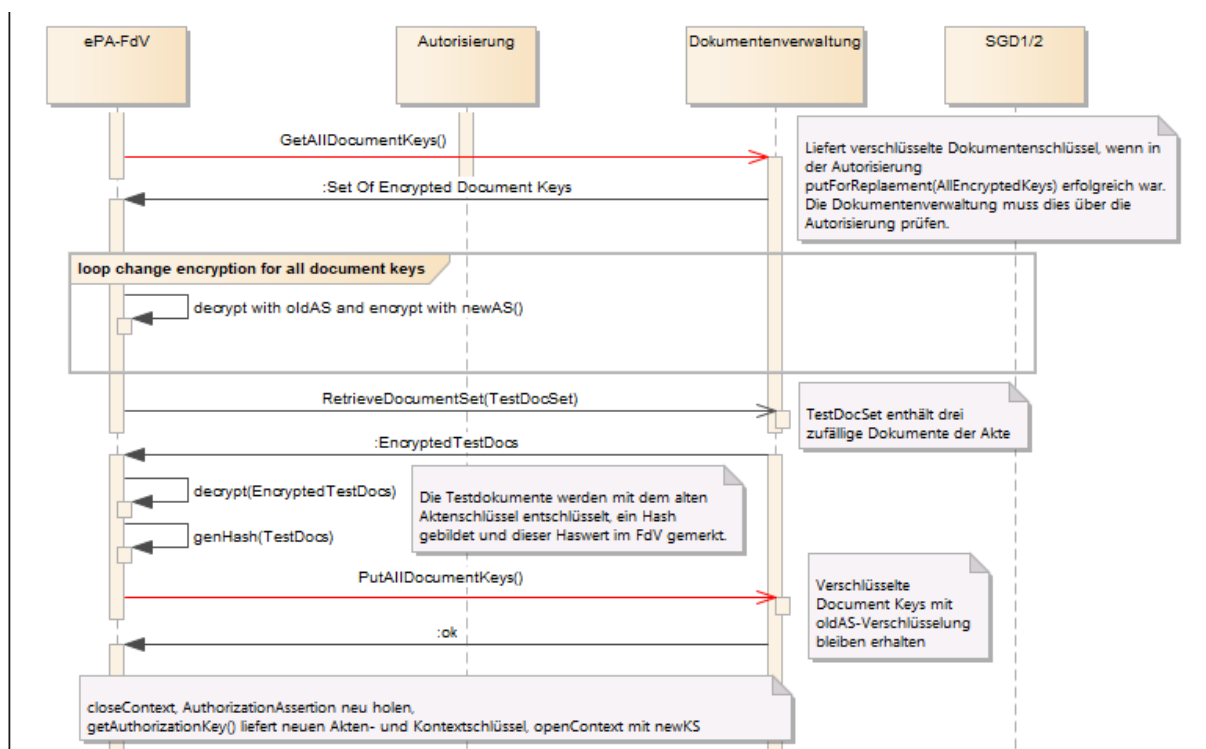 ePA-FdV
Autorisierung
Dokumentenverwaltung
SGD1/2
GetAllDocumentKeys()
Liefert verschlüsselte Dokumentenschlüssel, wenn in
der Autorisierung
putForReplaement(AllEncryptedKeys) erfolgreich war.
Die Dokumentenverwaltung muss dies über die
Autorisierung prüfen.
:Set Of Encrypted Document Keys
loop change encryption for all document keys
decrypt with oldAS and encrypt with newAS()
RetrieveDocumentSet(TestDocSet)
TestDocSet enthält drei
zufällige Dokumente der Akte
:EncryptedTestDocs
decrypt(EncryptedTestDocs)
Die Testdokumente werden mit dem alten
Aktenschlüssel entschlüsselt, ein Hash
gebildet und dieser Haswert im FdV gemerkt.
genHash(TestDocs)
PutAllDocumentKeys()
Verschlüsselte
Document Keys mit
oldAS-Verschlüsselung
bleiben erhalten
:ok
closeContext, AuthorizationAssertion neu holen,
getAuthorizationKey() liefert neuen Akten- und Kontextschlüssel, openContext mit newKS